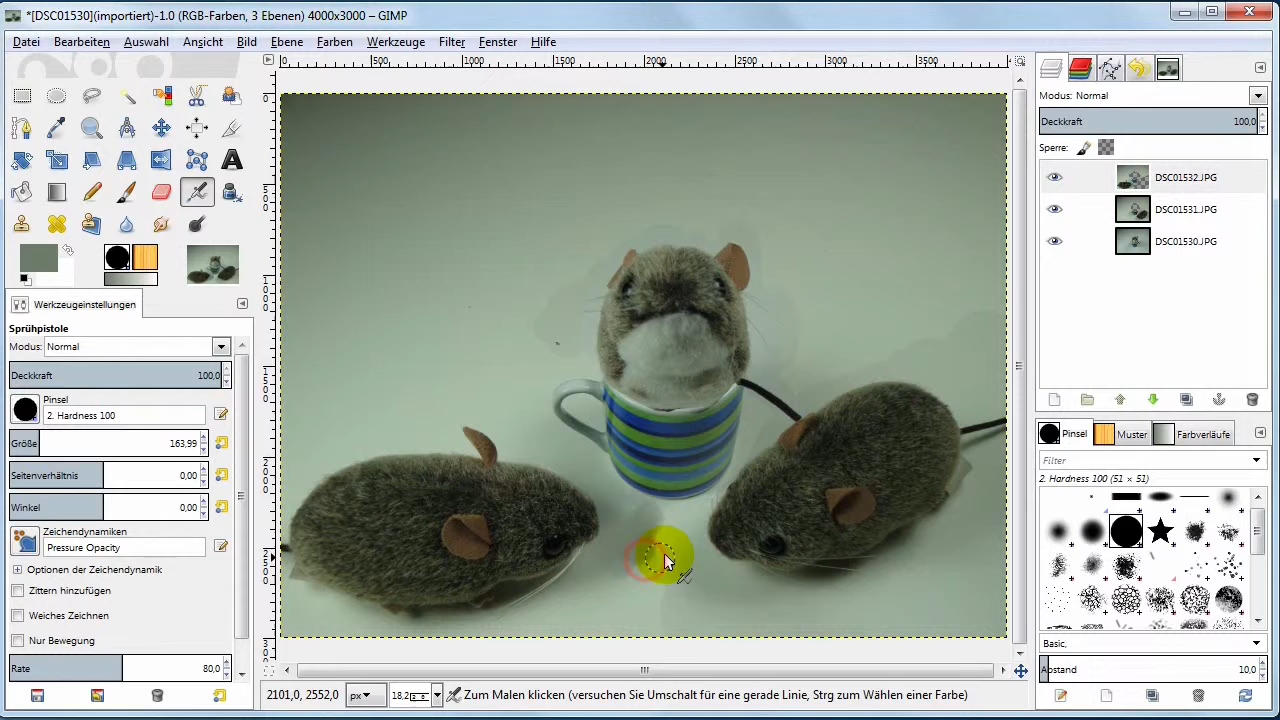 *[DSC01530](importiert)-1.0 (RGB-Farben, 3 Ebenen) 4000x3000 – GIMP
Datei Bearbeiten Auswahl Ansicht Bild Ebene Farben Werkzeuge Filter Fenster Hilfe
0 500 1000 1500 2000 2500 3000 3500
Modus: Normal
Deckkraft 100,0
Sperre:
DSC01532.JPG
DSC01531.JPG
DSC01530.JPG
Werkzeugeinstellungen
Sprühpistole
Modus: Normal
Deckkraft 100,0
Pinsel
2. Hardness 100
Größe 163,99
Seitenverhältnis 0,00
Winkel 0,00
Zeichendynamiken
Pressure Opacity
Optionen der Zeichendynamik
Zittern hinzufügen
Weiches Zeichnen
Nur Bewegung
Rate 80,0
Pinsel Muster Farbverläufe
Filter
2. Hardness 100 (51 × 51)
Basic,
Abstand 10,0
2101,0, 2552,0 px 18,2 Zum Malen klicken (versuchen Sie Umschalt für eine gerade Linie, Strg zum Wählen einer Farbe)